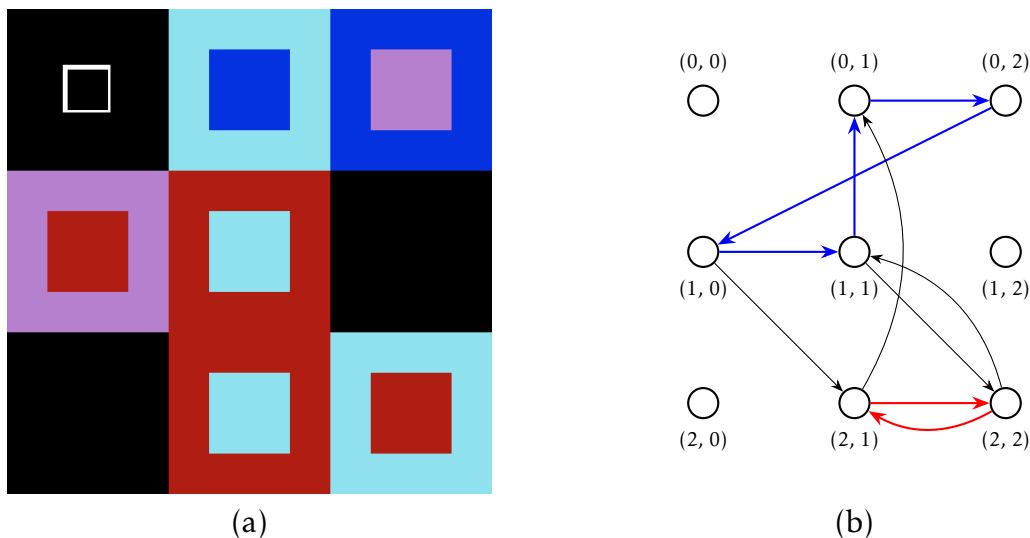 (0, 0) (0, 1) (0, 2)
(1, 0) (1, 1) (1, 2)
(2, 0) (2, 1) (2, 2)
(a) (b)